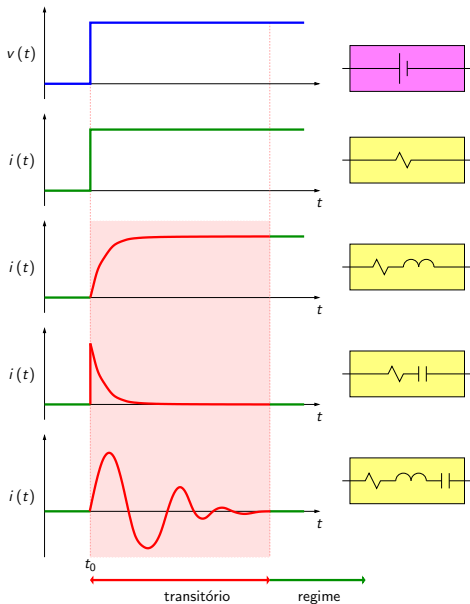 v (t)
i (t)
t
i (t)
t
i (t)
t
i (t)
t
t₀
transitório
regime